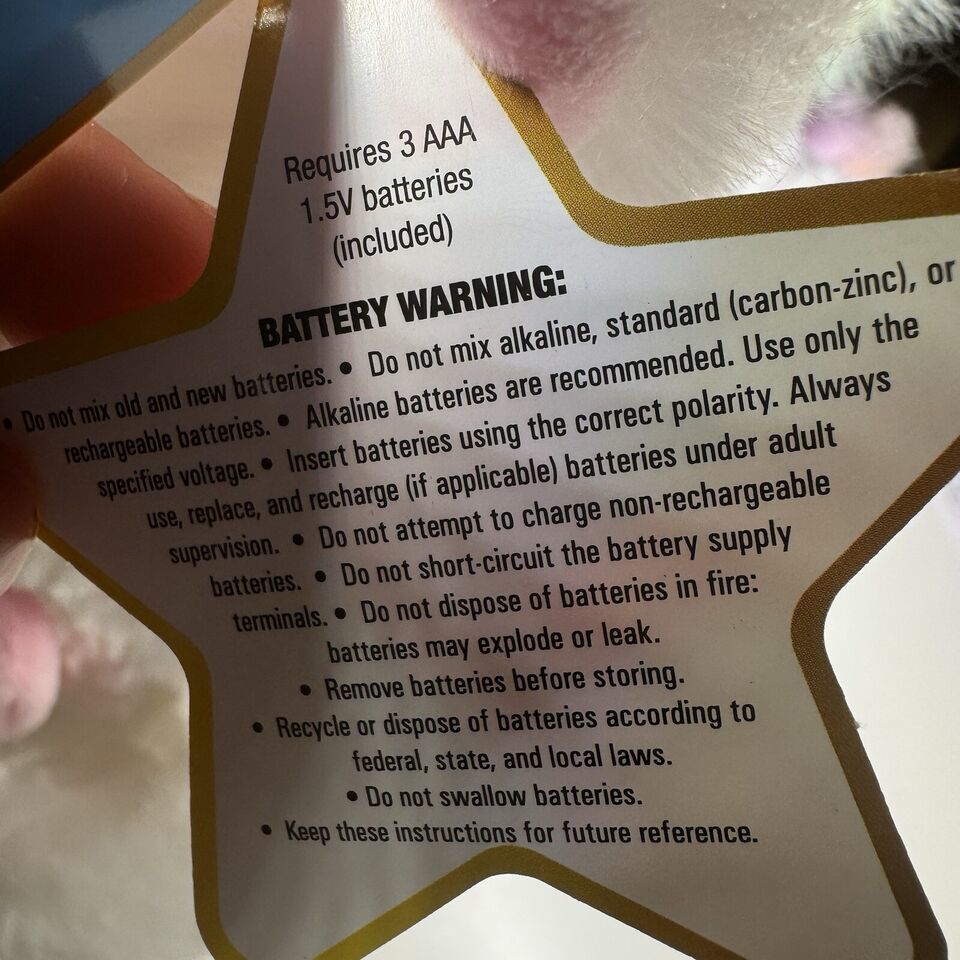 Requires 3 AAA
1.5V batteries
(included)
BATTERY WARNING:
• Do not mix old and new batteries. • Do not mix alkaline, standard (carbon-zinc), or
rechargeable batteries. • Alkaline batteries are recommended. Use only the
specified voltage. • Insert batteries using the correct polarity. Always
use, replace, and recharge (if applicable) batteries under adult
supervision. • Do not attempt to charge non-rechargeable
batteries. • Do not short-circuit the battery supply
terminals. • Do not dispose of batteries in fire:
batteries may explode or leak.
• Remove batteries before storing.
• Recycle or dispose of batteries according to
federal, state, and local laws.
• Do not swallow batteries.
• Keep these instructions for future reference.